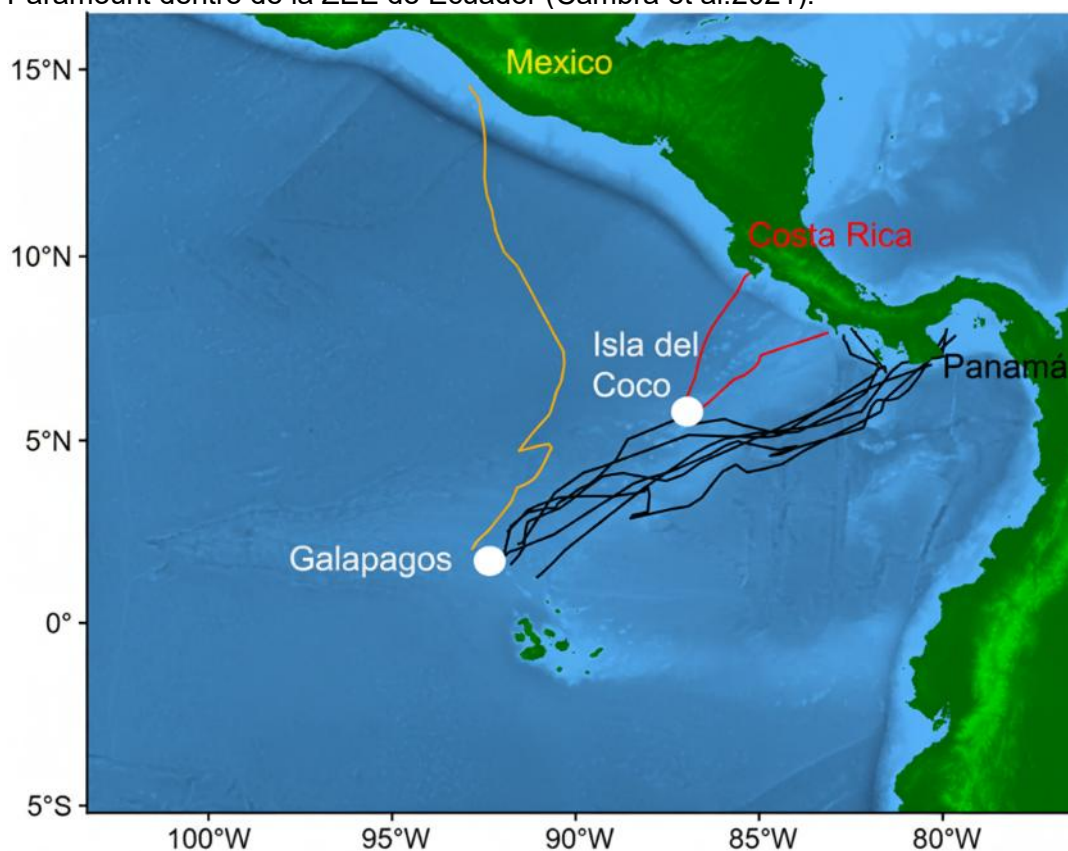 Paramount dentro de la ZEE de Ecuador (Cambra et al.2021).
15°N
Mexico
10°N
Costa Rica
Isla del
Coco
Panamá
5°N
Galapagos
0°
5°S
100°W 95°W 90°W 85°W 80°W